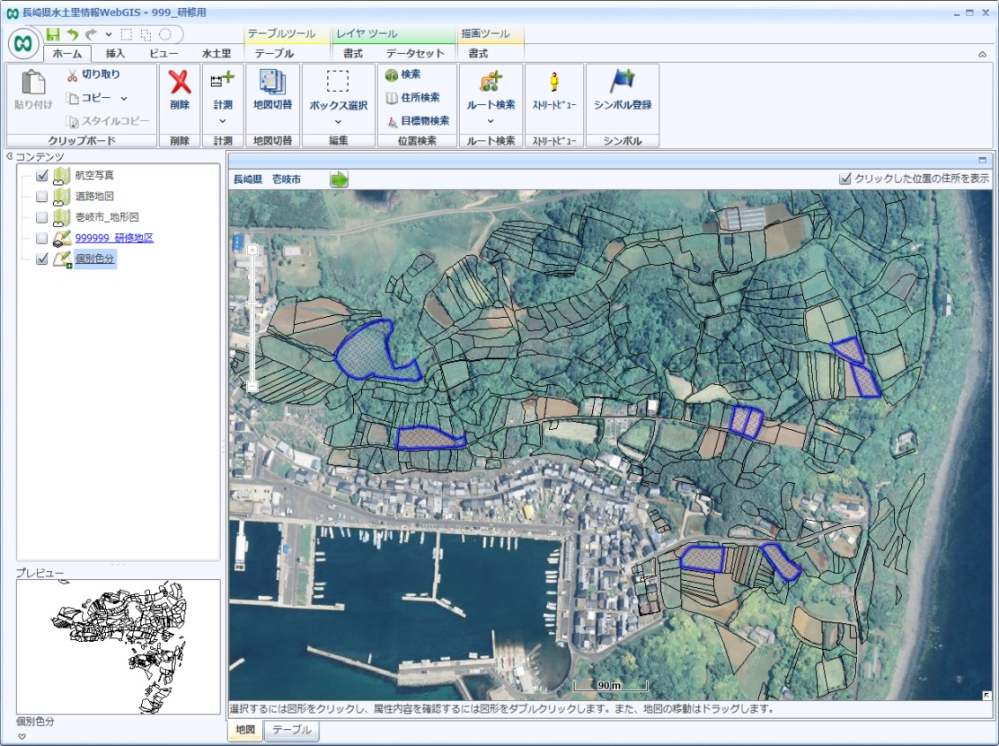 長崎県水土里情報WebGIS - 999_研修用
テーブルツール
レイヤ ツール
描画ツール
ホーム
挿入
ビュー
水土里
テーブル
書式
データセット
書式
貼り付け
切り取り
コピー
スタイルコピー
クリップボード
削除
削除
計測
計測
地図切替
地図切替
ボックス選択
編集
検索
住所検索
目標物検索
位置検索
ルート検索
ルート検索
ｽﾄﾘｰﾄﾋﾞｭｰ
ｽﾄﾘｰﾄﾋﾞｭｰ
シンボル登録
シンボル
コンテンツ
航空写真
道路地図
壱岐市_地形図
999999_研修地区
個別色分
プレビュー
個別色分
長崎県 壱岐市
クリックした位置の住所を表示
90 m
選択するには図形をクリックし、属性内容を確認するには図形をダブルクリックします。また、地図の移動はドラッグします。
地図
テーブル